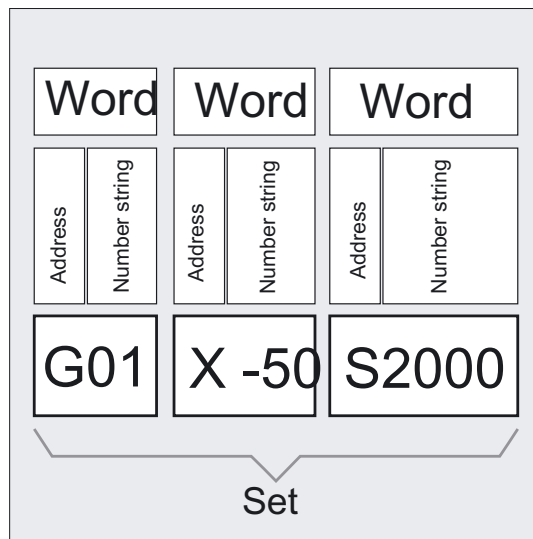 Word Word Word
Address Number string Address Number string Address Number string
G01 X -50 S2000
Set